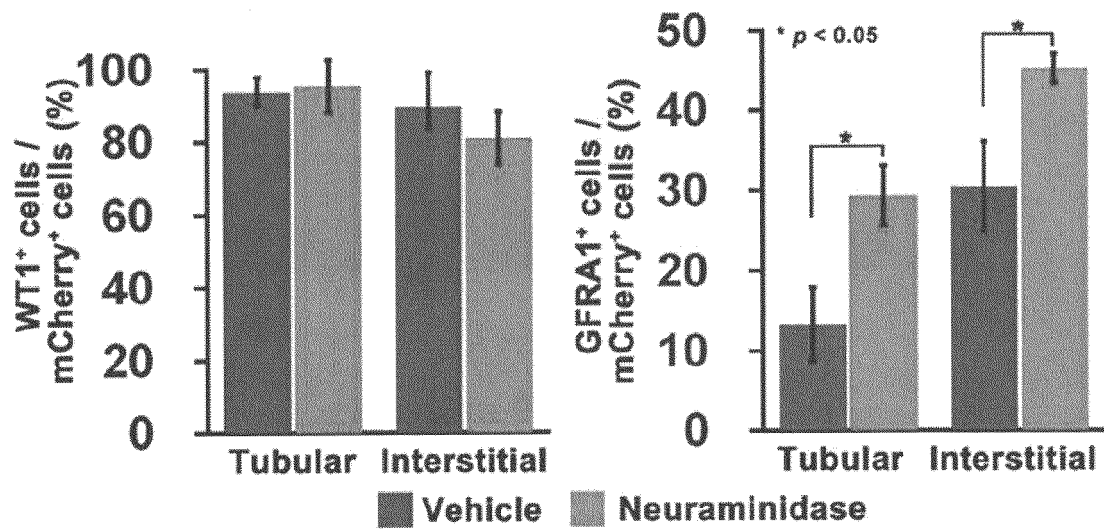 WT1⁺ cells /
mCherry⁺ cells (%)
100
80
60
40
20
0
Tubular Interstitial
GFRA1⁺ cells /
mCherry⁺ cells (%)
50
40
30
20
10
0
* p < 0.05
*
*
Tubular Interstitial
Vehicle Neuraminidase